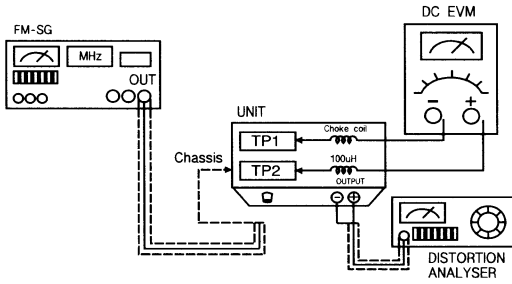 FM-SG
MHz
OUT
DC EVM
− +
UNIT
TP1
Choke coil
TP2
100uH
OUTPUT
− +
Chassis
DISTORTION
ANALYSER